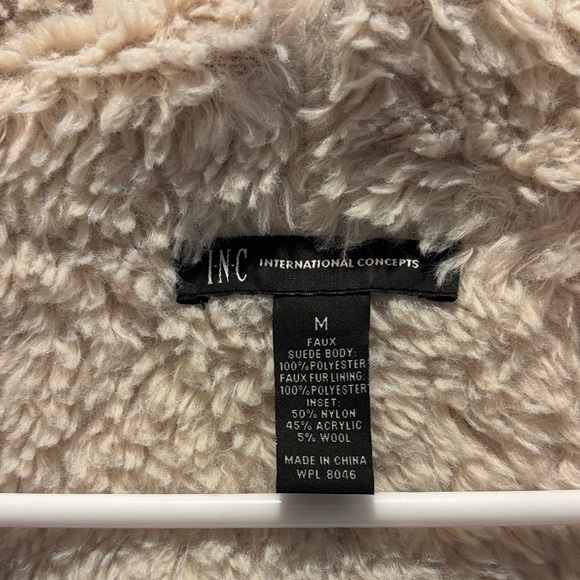 I·N·C INTERNATIONAL CONCEPTS
M
FAUX
SUEDE BODY:
100% POLYESTER
FAUX FUR LINING:
100% POLYESTER
INSET:
50% NYLON
45% ACRYLIC
5% WOOL
MADE IN CHINA
WPL 8046